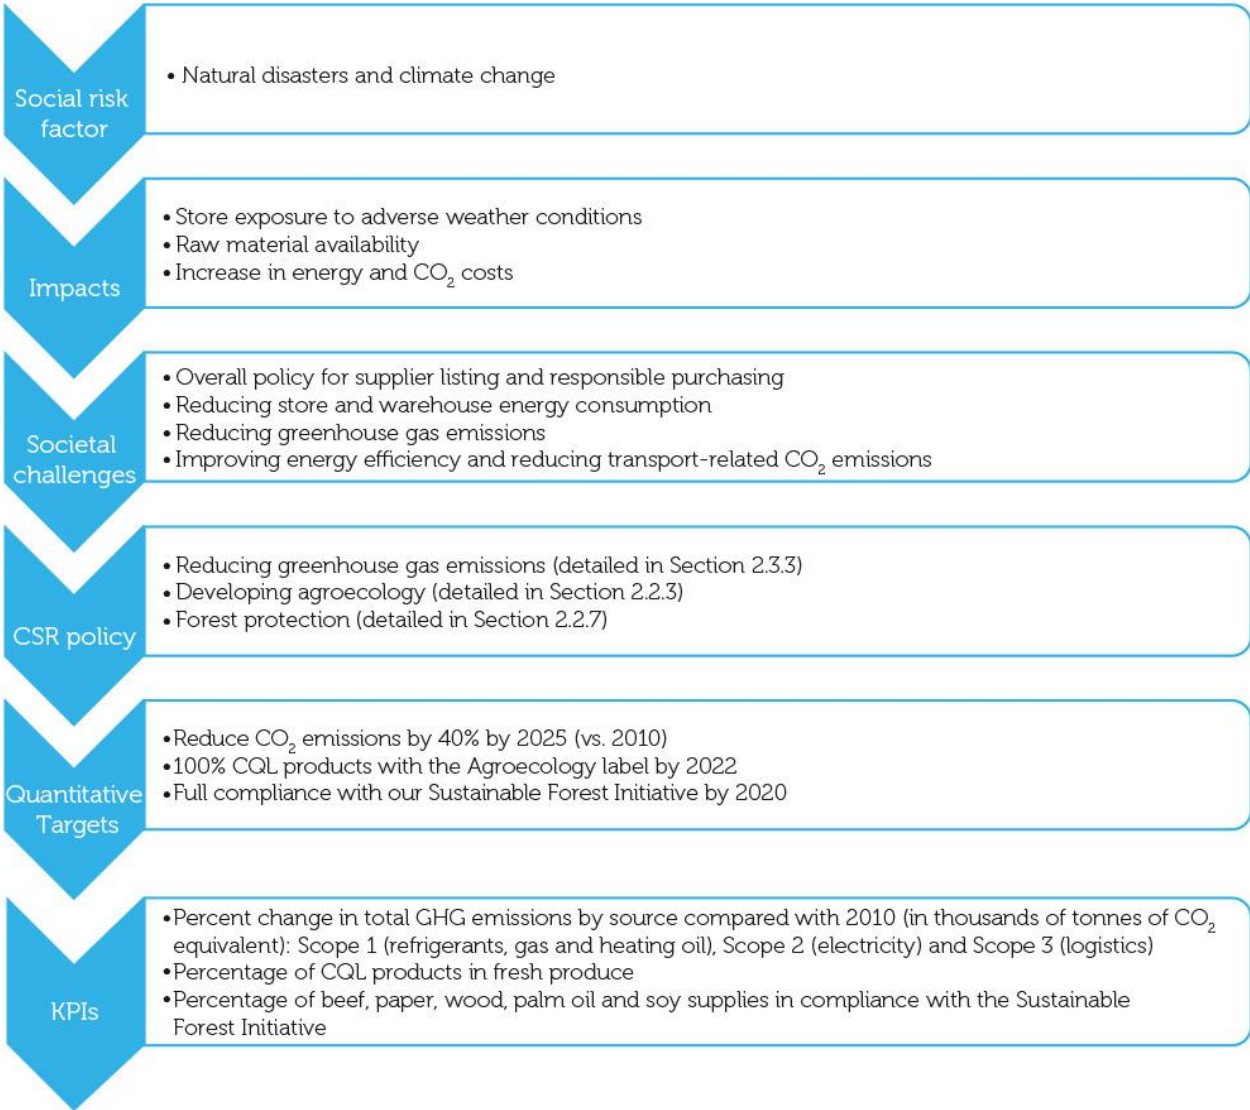 Social risk
factor
• Natural disasters and climate change
Impacts
• Store exposure to adverse weather conditions
• Raw material availability
• Increase in energy and CO₂ costs
Societal
challenges
• Overall policy for supplier listing and responsible purchasing
• Reducing store and warehouse energy consumption
• Reducing greenhouse gas emissions
• Improving energy efficiency and reducing transport-related CO₂ emissions
CSR policy
• Reducing greenhouse gas emissions (detailed in Section 2.3.3)
• Developing agroecology (detailed in Section 2.2.3)
• Forest protection (detailed in Section 2.2.7)
Quantitative
Targets
• Reduce CO₂ emissions by 40% by 2025 (vs. 2010)
• 100% CQL products with the Agroecology label by 2022
• Full compliance with our Sustainable Forest Initiative by 2020
KPIs
• Percent change in total GHG emissions by source compared with 2010 (in thousands of tonnes of CO₂
equivalent): Scope 1 (refrigerants, gas and heating oil), Scope 2 (electricity) and Scope 3 (logistics)
• Percentage of CQL products in fresh produce
• Percentage of beef, paper, wood, palm oil and soy supplies in compliance with the Sustainable
Forest Initiative